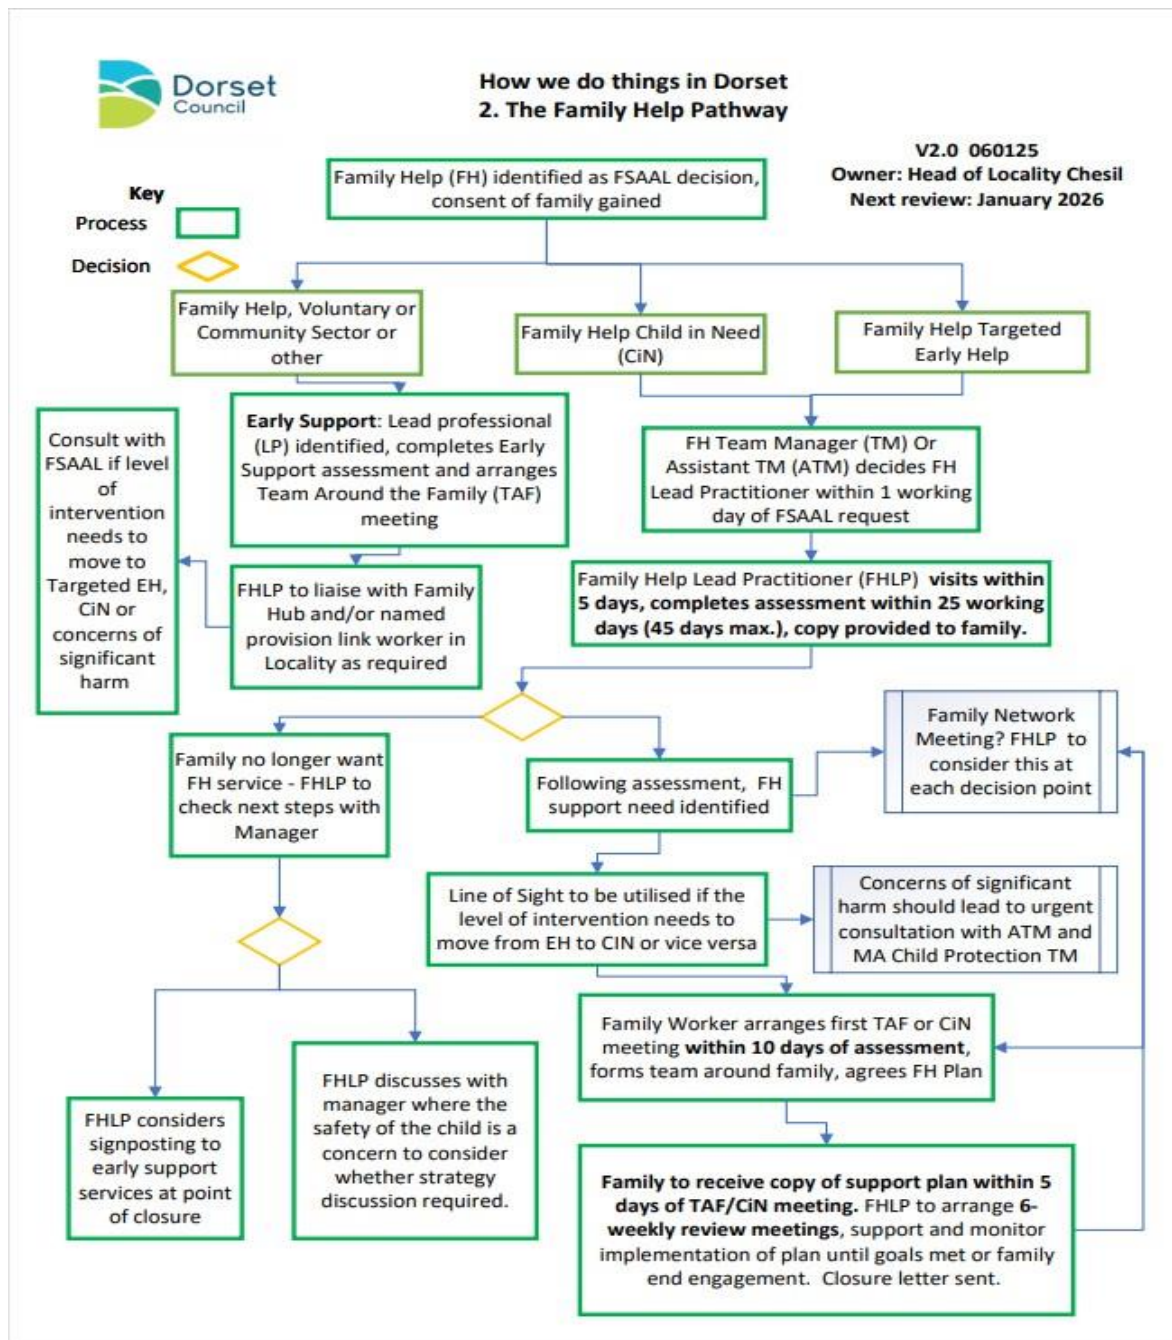 Dorset
Council
How we do things in Dorset
2. The Family Help Pathway
V2.0 060125
Owner: Head of Locality Chesil
Next review: January 2026
Key
Process
Decision
Family Help (FH) identified as FSAAL decision,
consent of family gained
Family Help, Voluntary or
Community Sector or
other
Family Help Child in Need
(CiN)
Family Help Targeted
Early Help
Consult with
FSAAL if level
of
intervention
needs to
move to
Targeted EH,
CiN or
concerns of
significant
harm
Early Support: Lead professional
(LP) identified, completes Early
Support assessment and arranges
Team Around the Family (TAF)
meeting
FH Team Manager (TM) Or
Assistant TM (ATM) decides FH
Lead Practitioner within 1 working
day of FSAAL request
FHLP to liaise with Family
Hub and/or named
provision link worker in
Locality as required
Family Help Lead Practitioner (FHLP) visits within
5 days, completes assessment within 25 working
days (45 days max.), copy provided to family.
Family no longer want
FH service - FHLP to
check next steps with
Manager
Following assessment, FH
support need identified
Family Network
Meeting? FHLP to
consider this at
each decision point
Line of Sight to be utilised if the
level of intervention needs to
move from EH to CIN or vice versa
Concerns of significant
harm should lead to urgent
consultation with ATM and
MA Child Protection TM
Family Worker arranges first TAF or CiN
meeting within 10 days of assessment,
forms team around family, agrees FH Plan
FHLP considers
signposting to
early support
services at point
of closure
FHLP discusses with
manager where the
safety of the child is a
concern to consider
whether strategy
discussion required.
Family to receive copy of support plan within 5
days of TAF/CiN meeting. FHLP to arrange 6-
weekly review meetings, support and monitor
implementation of plan until goals met or family
end engagement. Closure letter sent.